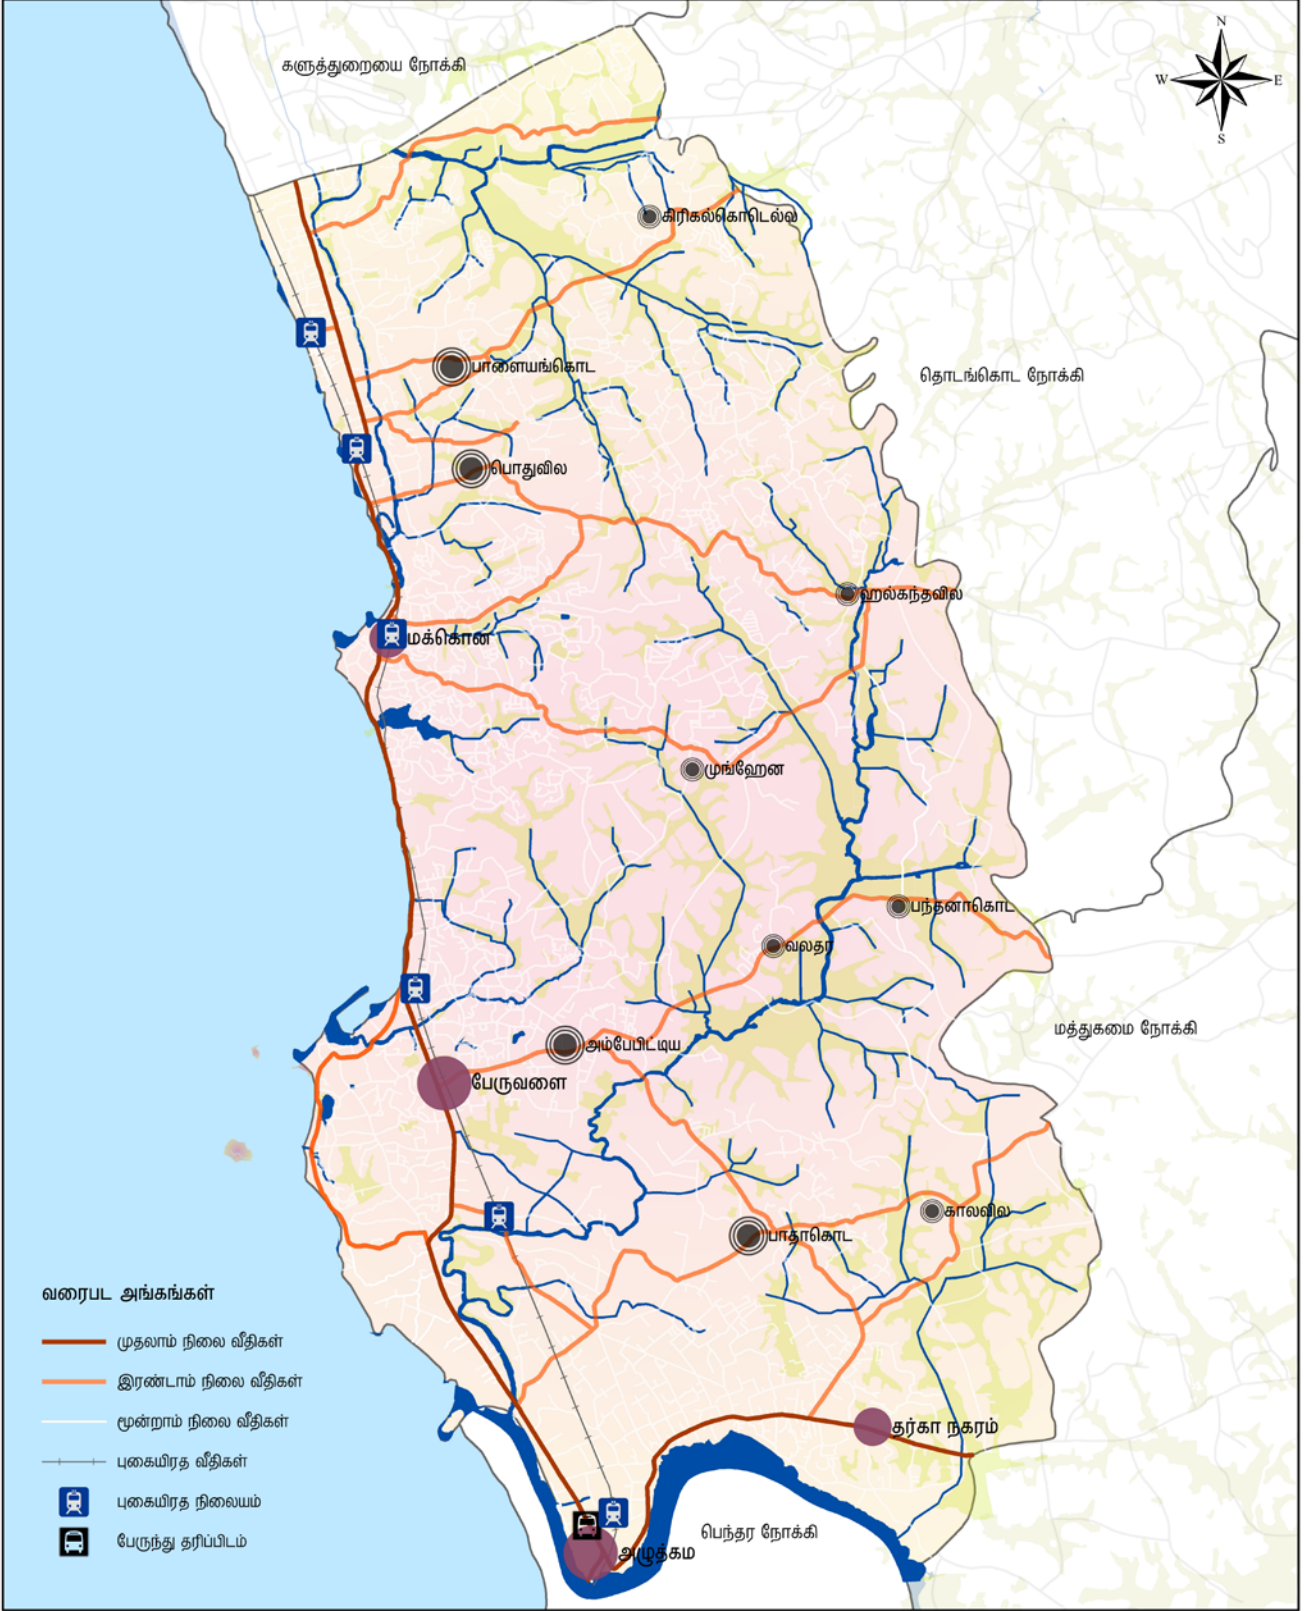 களுத்துறையை நோக்கி
N
W
E
S
கிரிகல்கொடெல்ல
பாளையங்கொட
தொடங்கொட நோக்கி
பொதுவில
ஹல்கந்தவில
மக்கொன
முங்ஹேன
பந்தனாகொட
வலதர
மத்துகமை நோக்கி
அம்பேபிட்டிய
பேருவளை
காலவில
பாதாகொட
வரைபட அங்கங்கள்
முதலாம் நிலை வீதிகள்
இரண்டாம் நிலை வீதிகள்
மூன்றாம் நிலை வீதிகள்
தர்கா நகரம்
புகையிரத வீதிகள்
புகையிரத நிலையம்
பேருந்து தரிப்பிடம்
பெந்தர நோக்கி
அழுத்கம